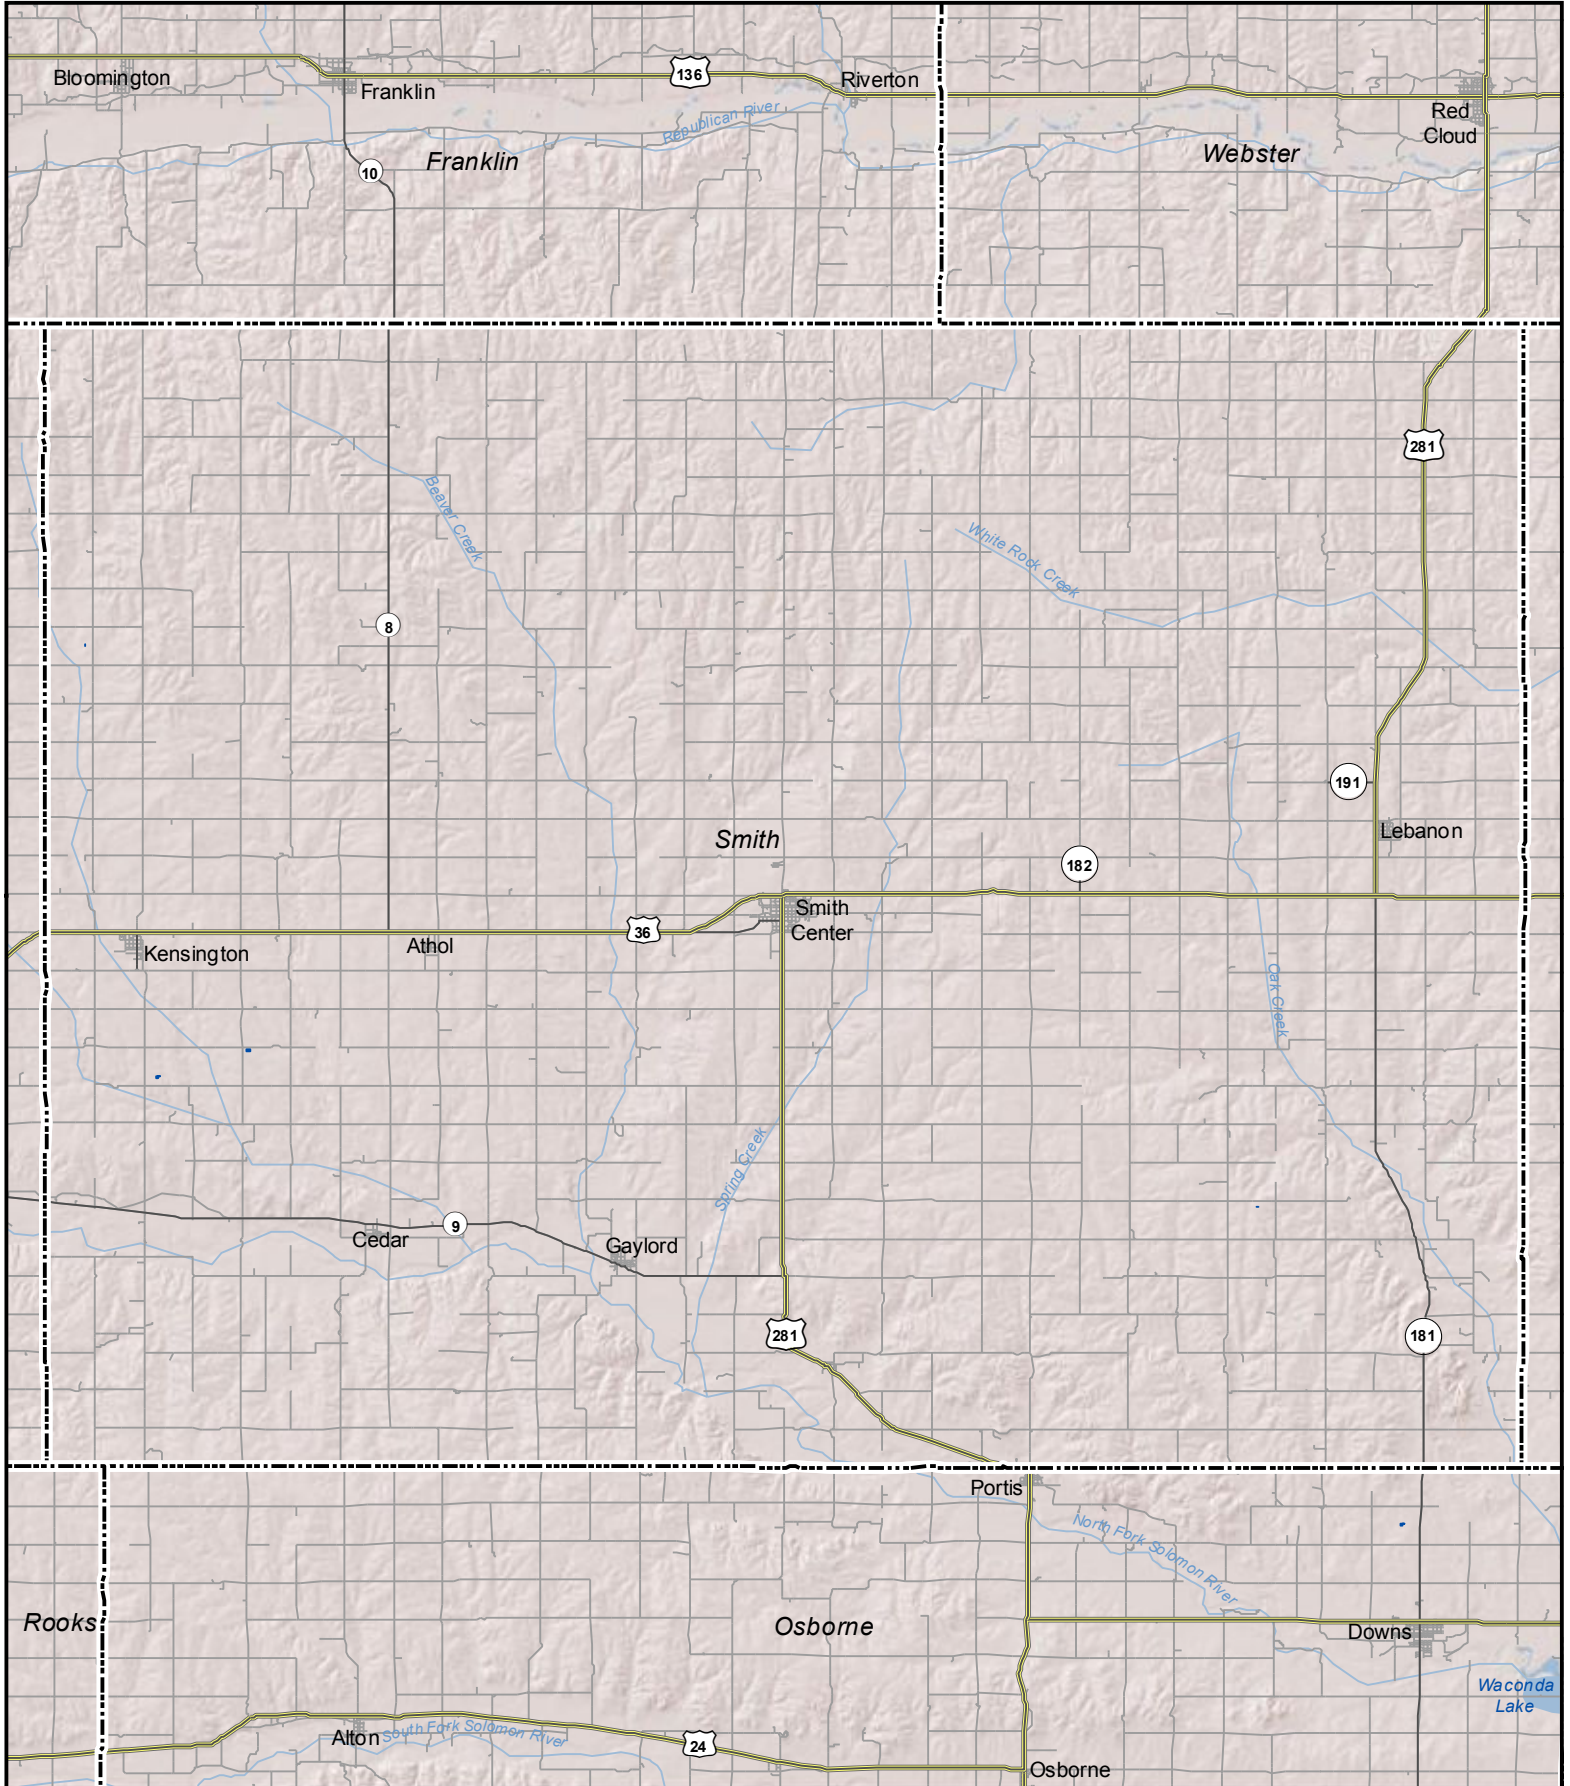 Bloomington
Franklin
136
Riverton
Red
Cloud
Republican River
Franklin
Webster
10
281
Beaver Creek
White Rock Creek
8
191
Lebanon
Smith
182
Smith
Center
36
Kensington
Athol
Oak Creek
Spring Creek
9
Cedar
Gaylord
281
181
Portis
North Fork Solomon River
Rooks
Osborne
Downs
Waconda
Lake
Alton
South Fork Solomon River
24
Osborne